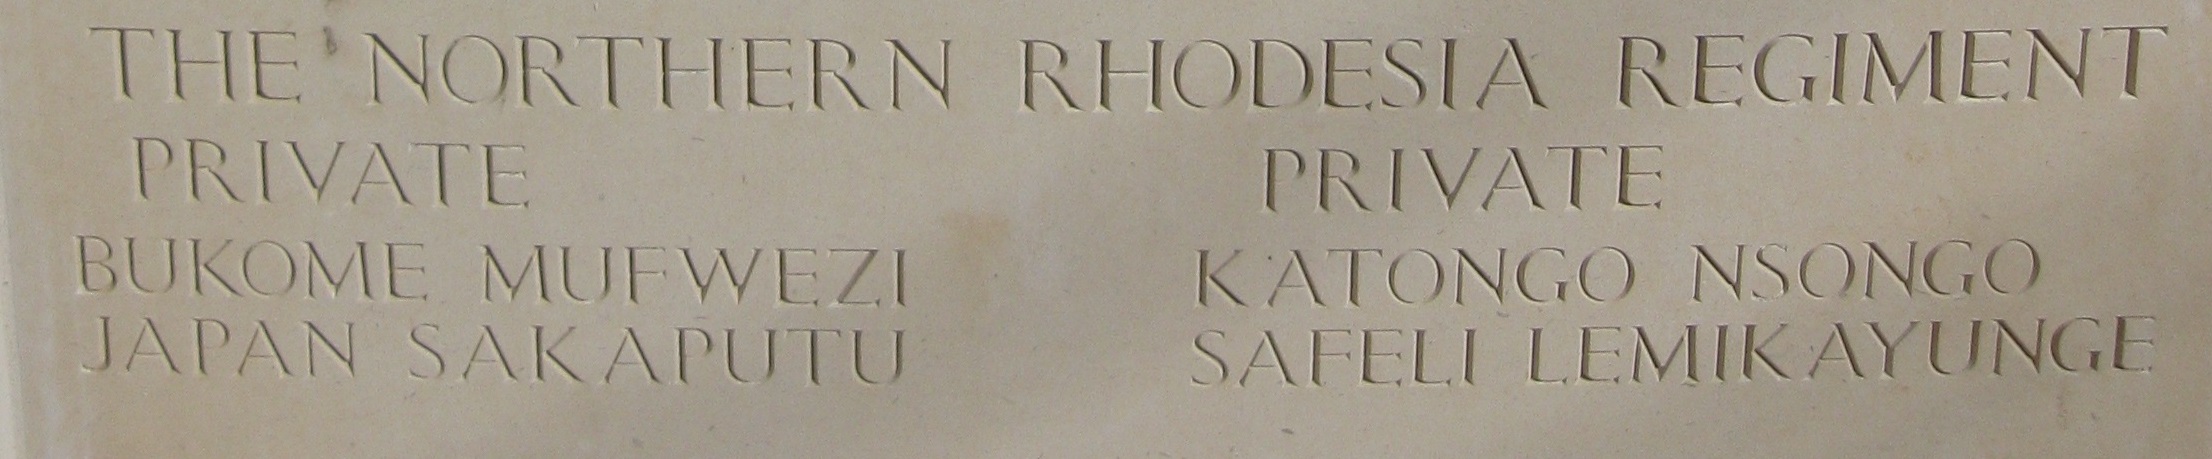 THE NORTHERN RHODESIA REGIMENT
PRIVATE PRIVATE
BUKOME MUFWEZI KATONGO NSONGO
JAPAN SAKAPUTU SAFELI LEMIKAYUNGE